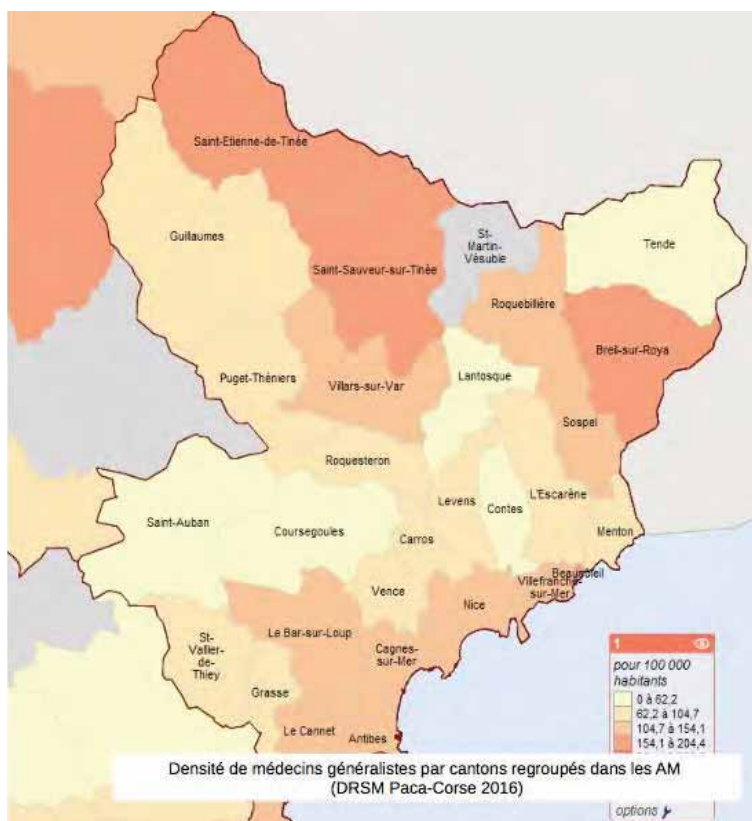 Saint-Etienne-de-Tinée
Guillaumes
St-
Martin-
Vésubie
Tende
Saint-Sauveur-sur-Tinée
Roquebillière
Breil-sur-Roya
Puget-Théniers
Villars-sur-Var
Lantosque
Sospel
Roquesteron
Levens
L'Escarène
Contes
Saint-Auban
Coursegoules
Carros
Menton
Beausoleil
Villefranche-
sur-Mer
Vence
Nice
St-
Vallier-
de-
Thiey
Le Bar-sur-Loup
Cagnes-
sur-Mer
Grasse
Le Cannet
Antibes
1
pour 100 000
habitants
0 à 62,2
62,2 à 104,7
104,7 à 154,1
154,1 à 204,4
Densité de médecins généralistes par cantons regroupés dans les AM
(DRSM Paca-Corse 2016)
options